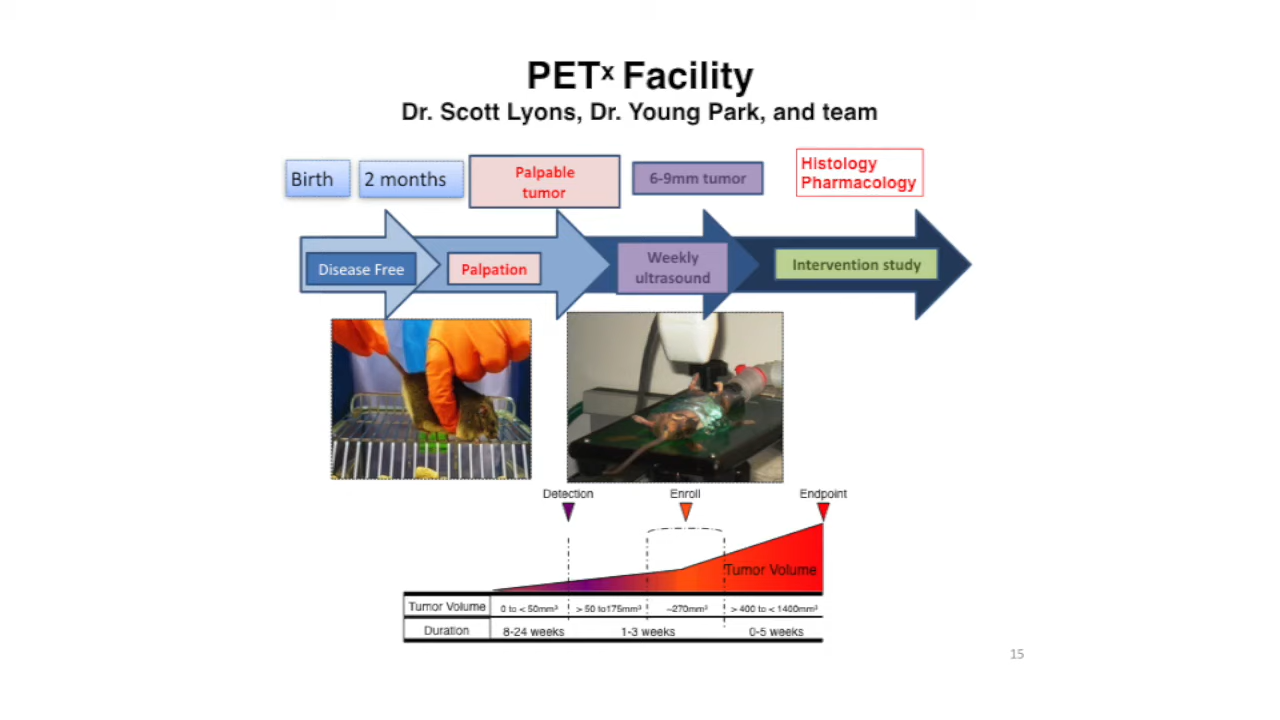 PETˣ Facility
Dr. Scott Lyons, Dr. Young Park, and team
Birth
2 months
Palpable
tumor
6-9mm tumor
Histology
Pharmacology
Disease Free
Palpation
Weekly
ultrasound
Intervention study
Detection
Enroll
Endpoint
Tumor Volume
Tumor Volume
0 to < 50mm³
> 50 to175mm³
~270mm³
> 400 to < 1400mm³
Duration
8-24 weeks
1-3 weeks
0-5 weeks
15